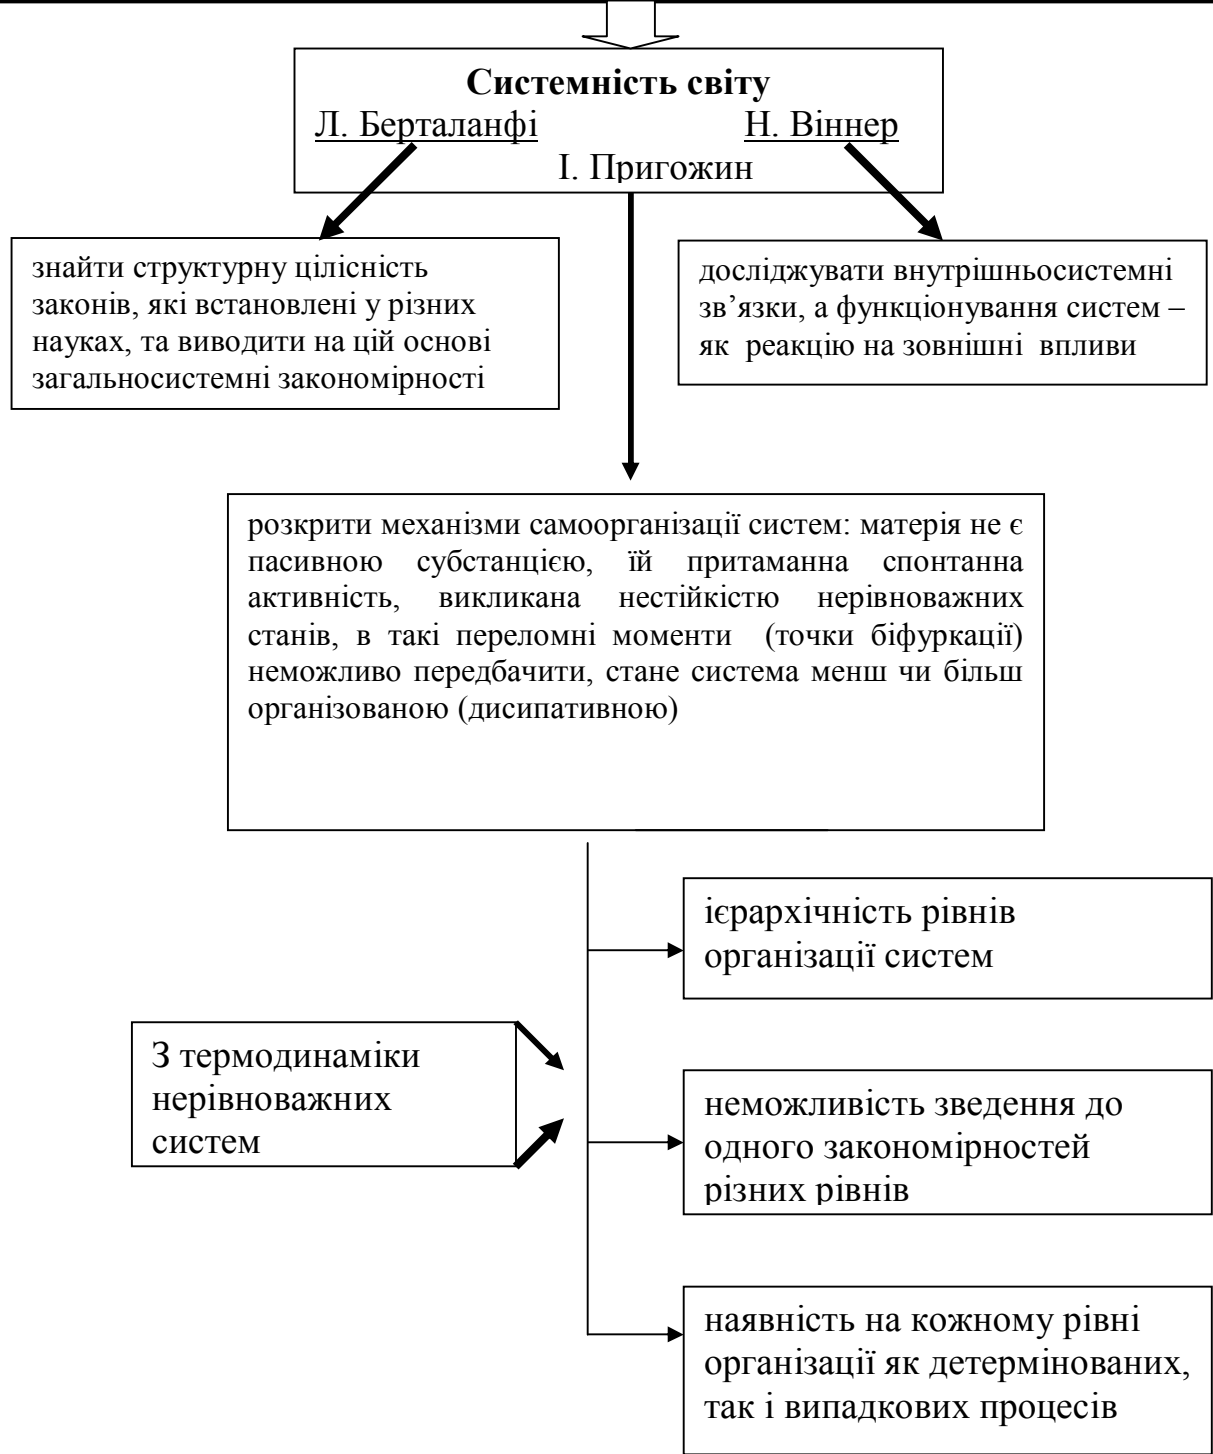 Системність світу
Л. Берталанфі Н. Віннер
І. Пригожин
знайти структурну цілісність
законів, які встановлені у різних
науках, та виводити на цій основі
загальносистемні закономірності
досліджувати внутрішньосистемні
зв’язки, а функціонування систем –
як реакцію на зовнішні впливи
розкрити механізми самоорганізації систем: матерія не є
пасивною субстанцією, їй притаманна спонтанна
активність, викликана нестійкістю нерівноважних
станів, в такі переломні моменти (точки біфуркації)
неможливо передбачити, стане система менш чи більш
організованою (дисипативною)
ієрархічність рівнів
організації систем
З термодинаміки
нерівноважних
систем
неможливість зведення до
одного закономірностей
різних рівнів
наявність на кожному рівні
організації як детермінованих,
так і випадкових процесів